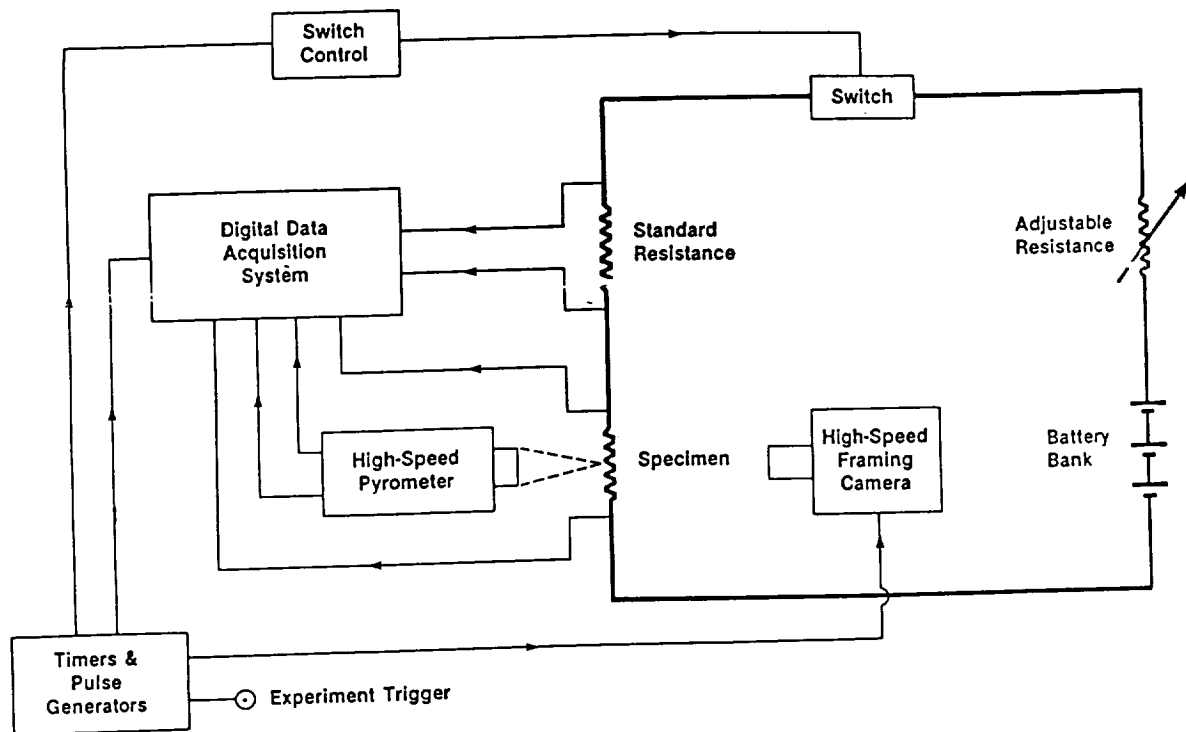 Switch
Control
Switch
Digital Data
Acquisition
System
Standard
Resistance
Adjustable
Resistance
High-Speed
Pyrometer
Specimen
High-Speed
Framing
Camera
Battery
Bank
Timers &
Pulse
Generators
Experiment Trigger